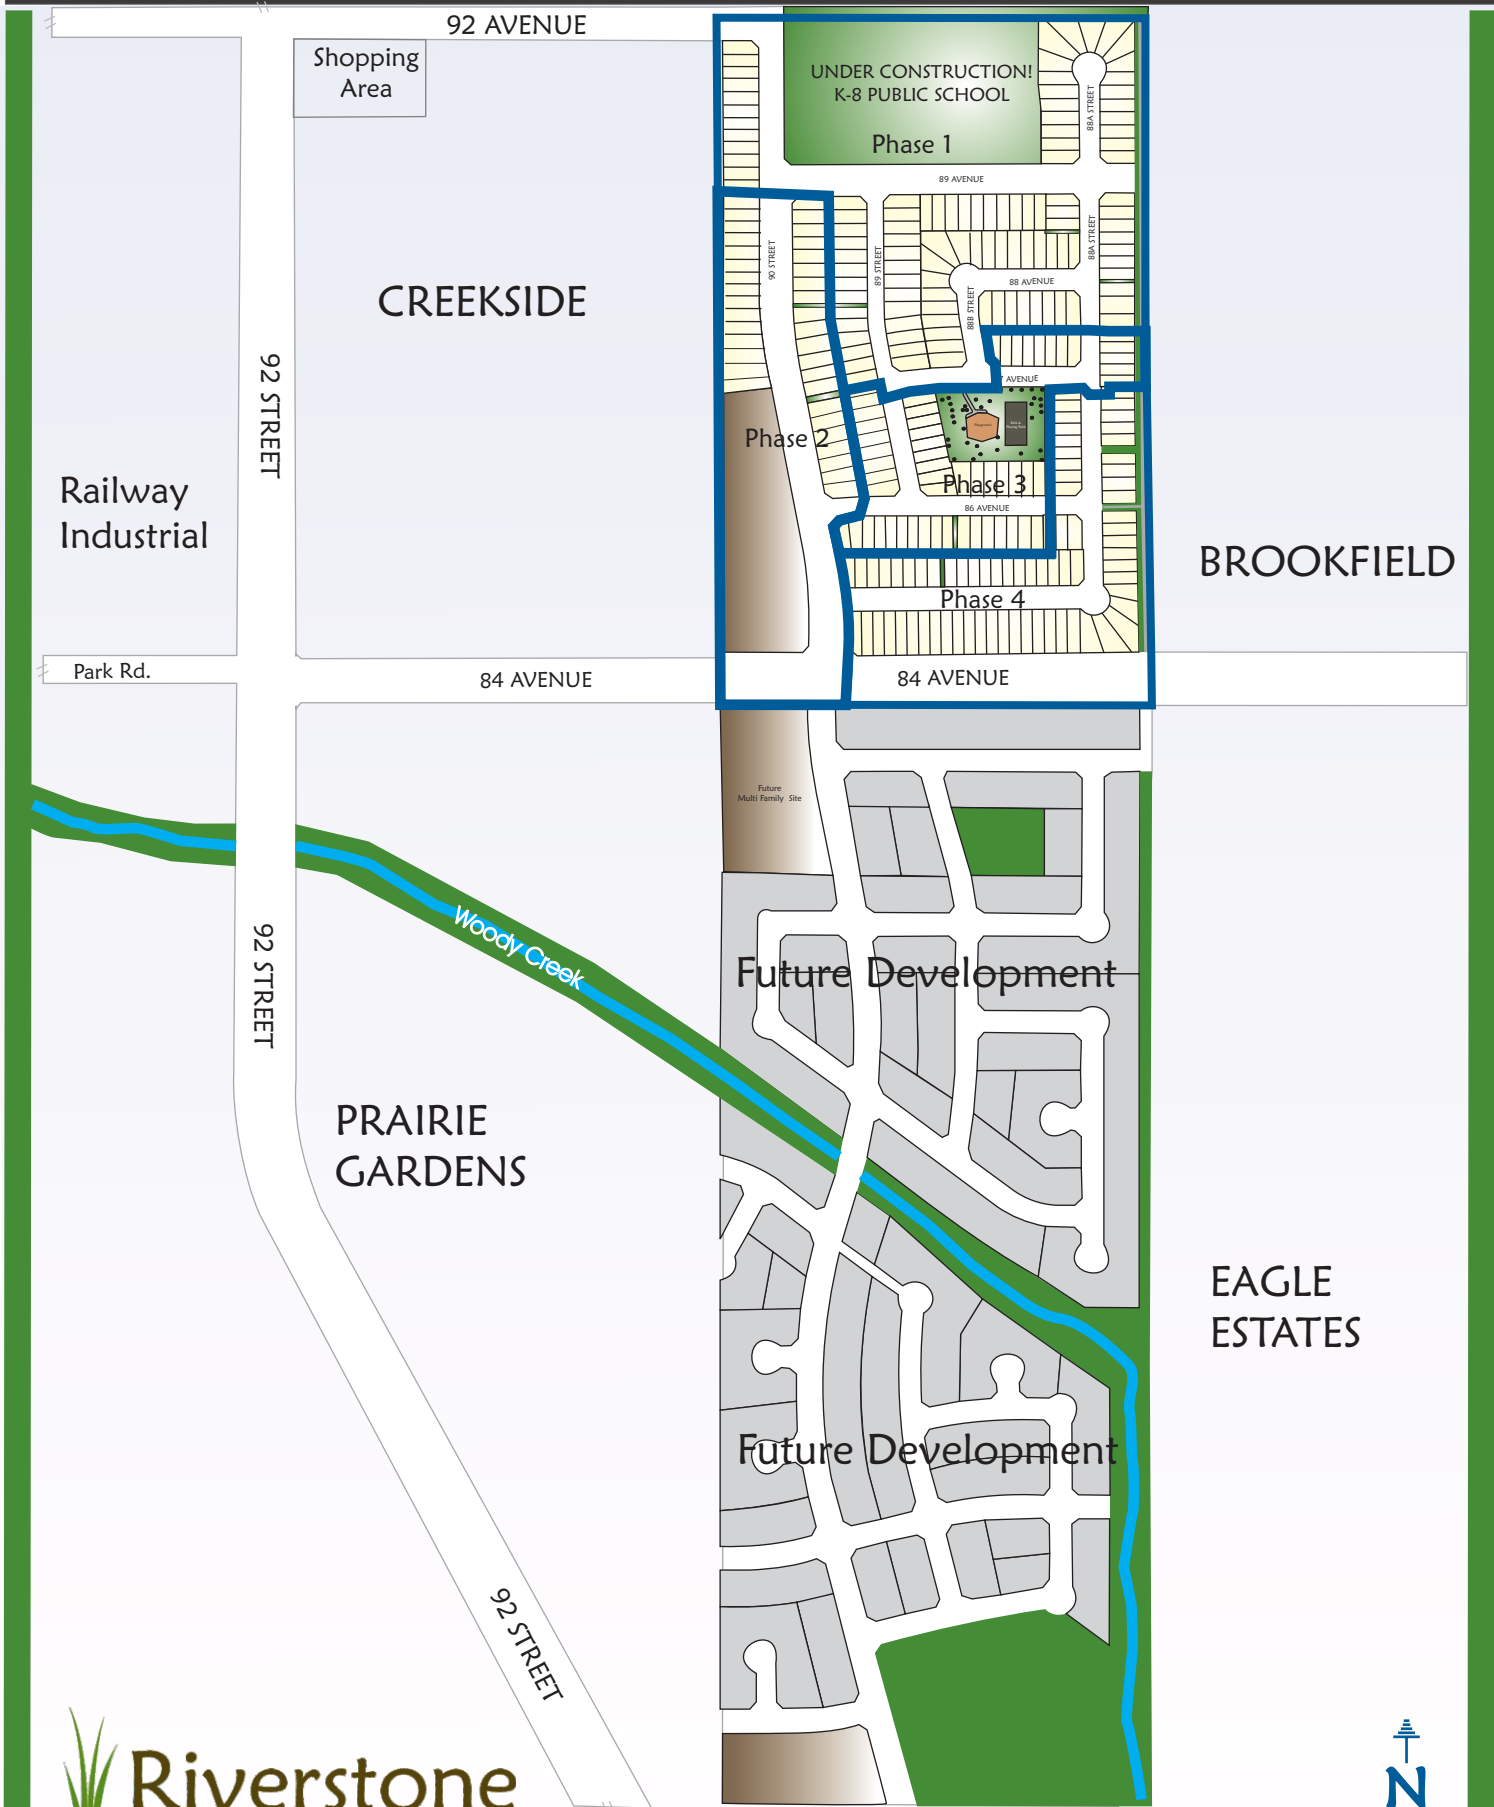 92 AVENUE
Shopping
Area
UNDER CONSTRUCTION!
K-8 PUBLIC SCHOOL
Phase 1
88A STREET
89 AVENUE
90 STREET
89 STREET
88A STREET
88 AVENUE
88B STREET
CREEKSIDE
92 STREET
AVENUE
Playground
Phase 2
Phase 3
86 AVENUE
Railway
Industrial
BROOKFIELD
Phase 4
Park Rd.
84 AVENUE
84 AVENUE
Future
Multi Family Site
Woody Creek
92 STREET
Future Development
PRAIRIE
GARDENS
EAGLE
ESTATES
Future Development
92 STREET
Riverstone
N